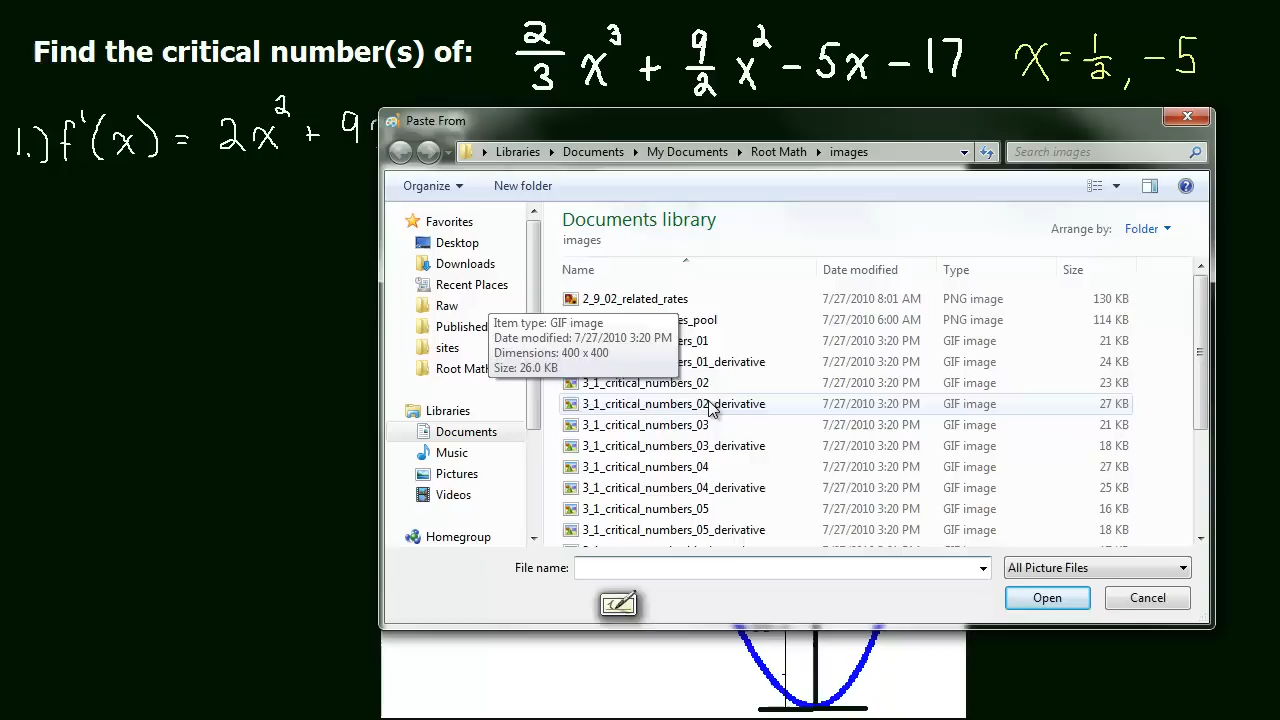 Find the critical number(s) of: 2/3 x³ + 9/2 x² - 5x - 17 x = 1/2, -5
1.) f'(x) = 2x² + 9
Paste From
Libraries Documents My Documents Root Math images Search images
Organize New folder
Documents library
images
Arrange by: Folder
Name Date modified Type Size
Favorites
Desktop
Downloads
Recent Places
Raw
Published
sites
Root Math
Libraries
Documents
Music
Pictures
Videos
Homegroup
2_9_02_related_rates 7/27/2010 8:01 AM PNG image 130 KB
es_pool 7/27/2010 6:00 AM PNG image 114 KB
ers_01 7/27/2010 3:20 PM GIF image 21 KB
ers_01_derivative 7/27/2010 3:20 PM GIF image 24 KB
3_1_critical_numbers_02 7/27/2010 3:20 PM GIF image 23 KB
3_1_critical_numbers_02_derivative 7/27/2010 3:20 PM GIF image 27 KB
3_1_critical_numbers_03 7/27/2010 3:20 PM GIF image 21 KB
3_1_critical_numbers_03_derivative 7/27/2010 3:20 PM GIF image 18 KB
3_1_critical_numbers_04 7/27/2010 3:20 PM GIF image 27 KB
3_1_critical_numbers_04_derivative 7/27/2010 3:20 PM GIF image 25 KB
3_1_critical_numbers_05 7/27/2010 3:20 PM GIF image 16 KB
3_1_critical_numbers_05_derivative 7/27/2010 3:20 PM GIF image 18 KB
Item type: GIF image
Date modified: 7/27/2010 3:20 PM
Dimensions: 400 x 400
Size: 26.0 KB
File name: All Picture Files
Open Cancel